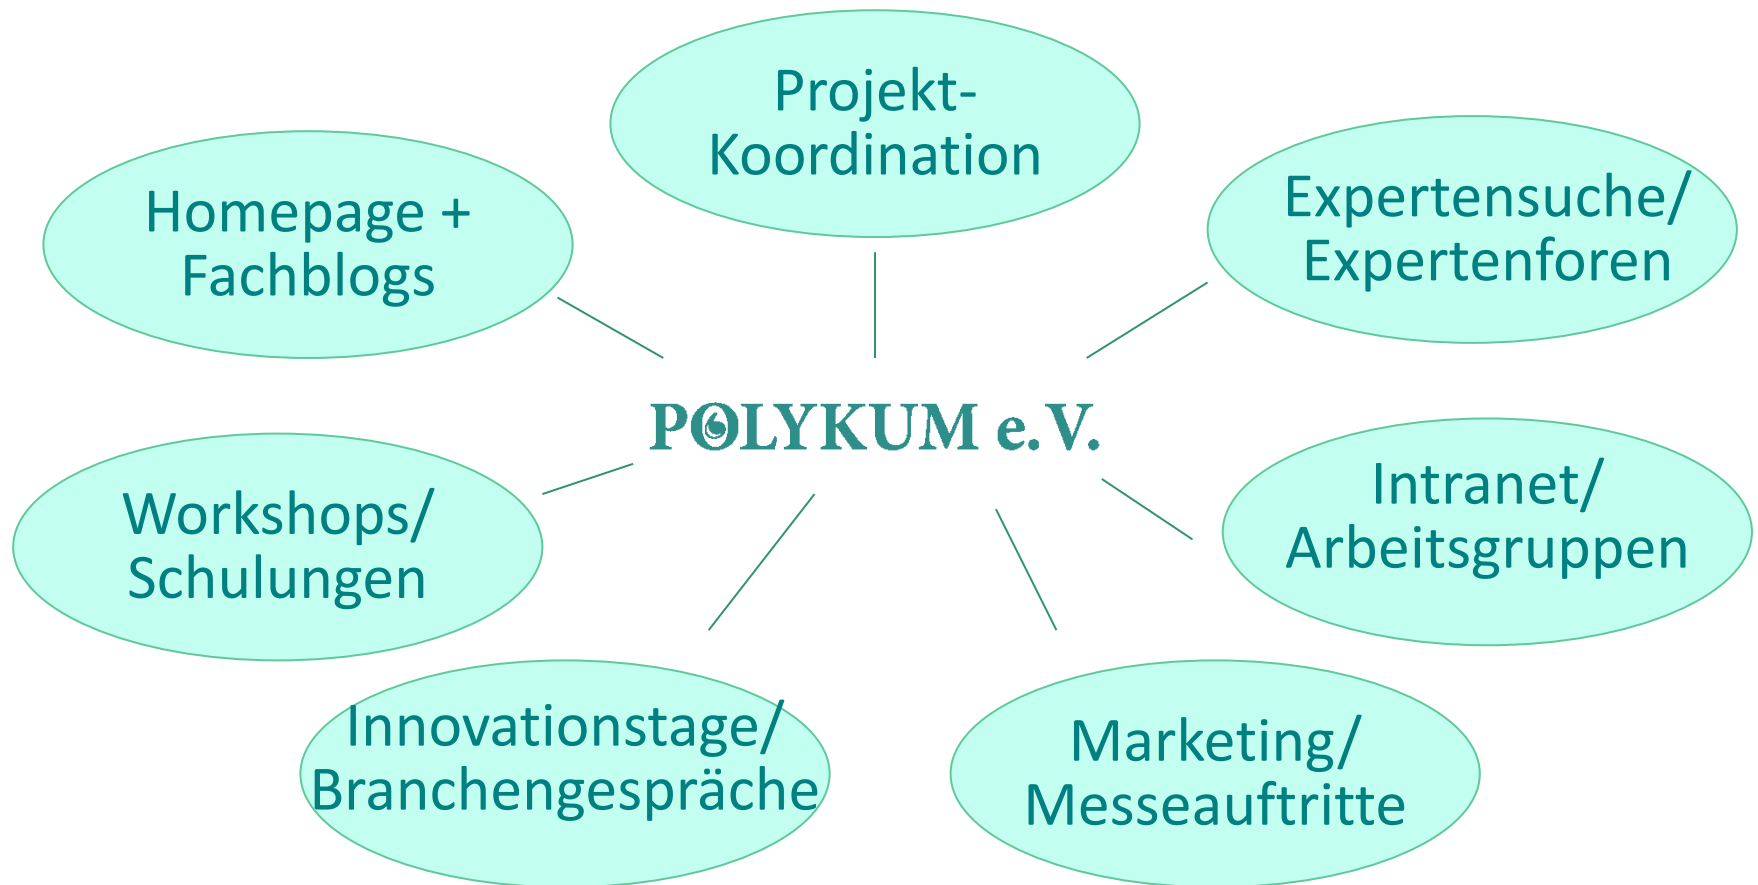 Projekt-
Koordination
Homepage +
Fachblogs
Expertensuche/
Expertenforen
POLYKUM e.V.
Workshops/
Schulungen
Intranet/
Arbeitsgruppen
Innovationstage/
Branchengespräche
Marketing/
Messeauftritte